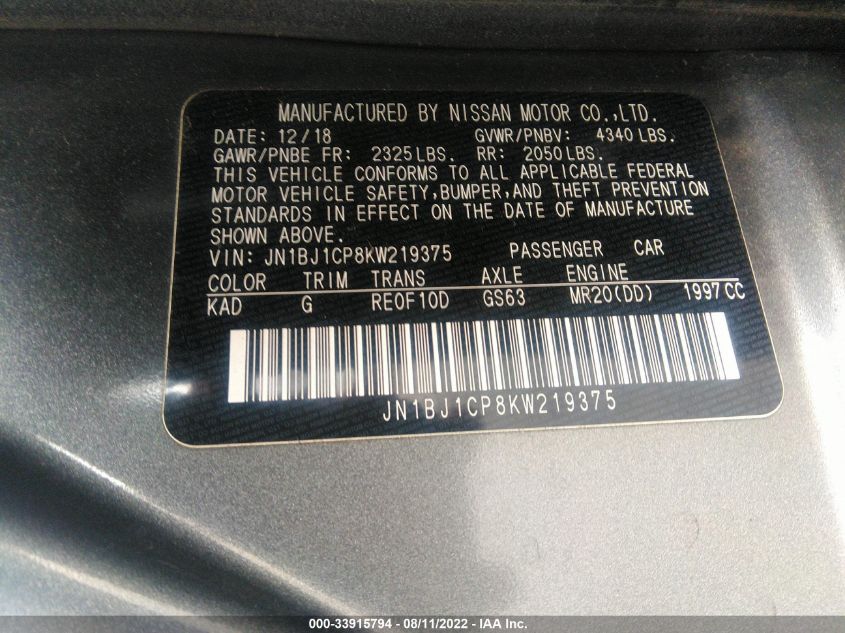 MANUFACTURED BY NISSAN MOTOR CO.,LTD.
DATE: 12/18 GVWR/PNBV: 4340 LBS.
GAWR/PNBE FR: 2325 LBS. RR: 2050 LBS.
THIS VEHICLE CONFORMS TO ALL APPLICABLE FEDERAL
MOTOR VEHICLE SAFETY,BUMPER,AND THEFT PREVENTION
STANDARDS IN EFFECT ON THE DATE OF MANUFACTURE
SHOWN ABOVE.
VIN: JN1BJ1CP8KW219375 PASSENGER CAR
COLOR TRIM TRANS AXLE ENGINE
KAD G RE0F10D GS63 MR20(DD) 1997CC
JN1BJ1CP8KW219375
000-33915794 - 08/11/2022 - Copyright IAA, Inc.